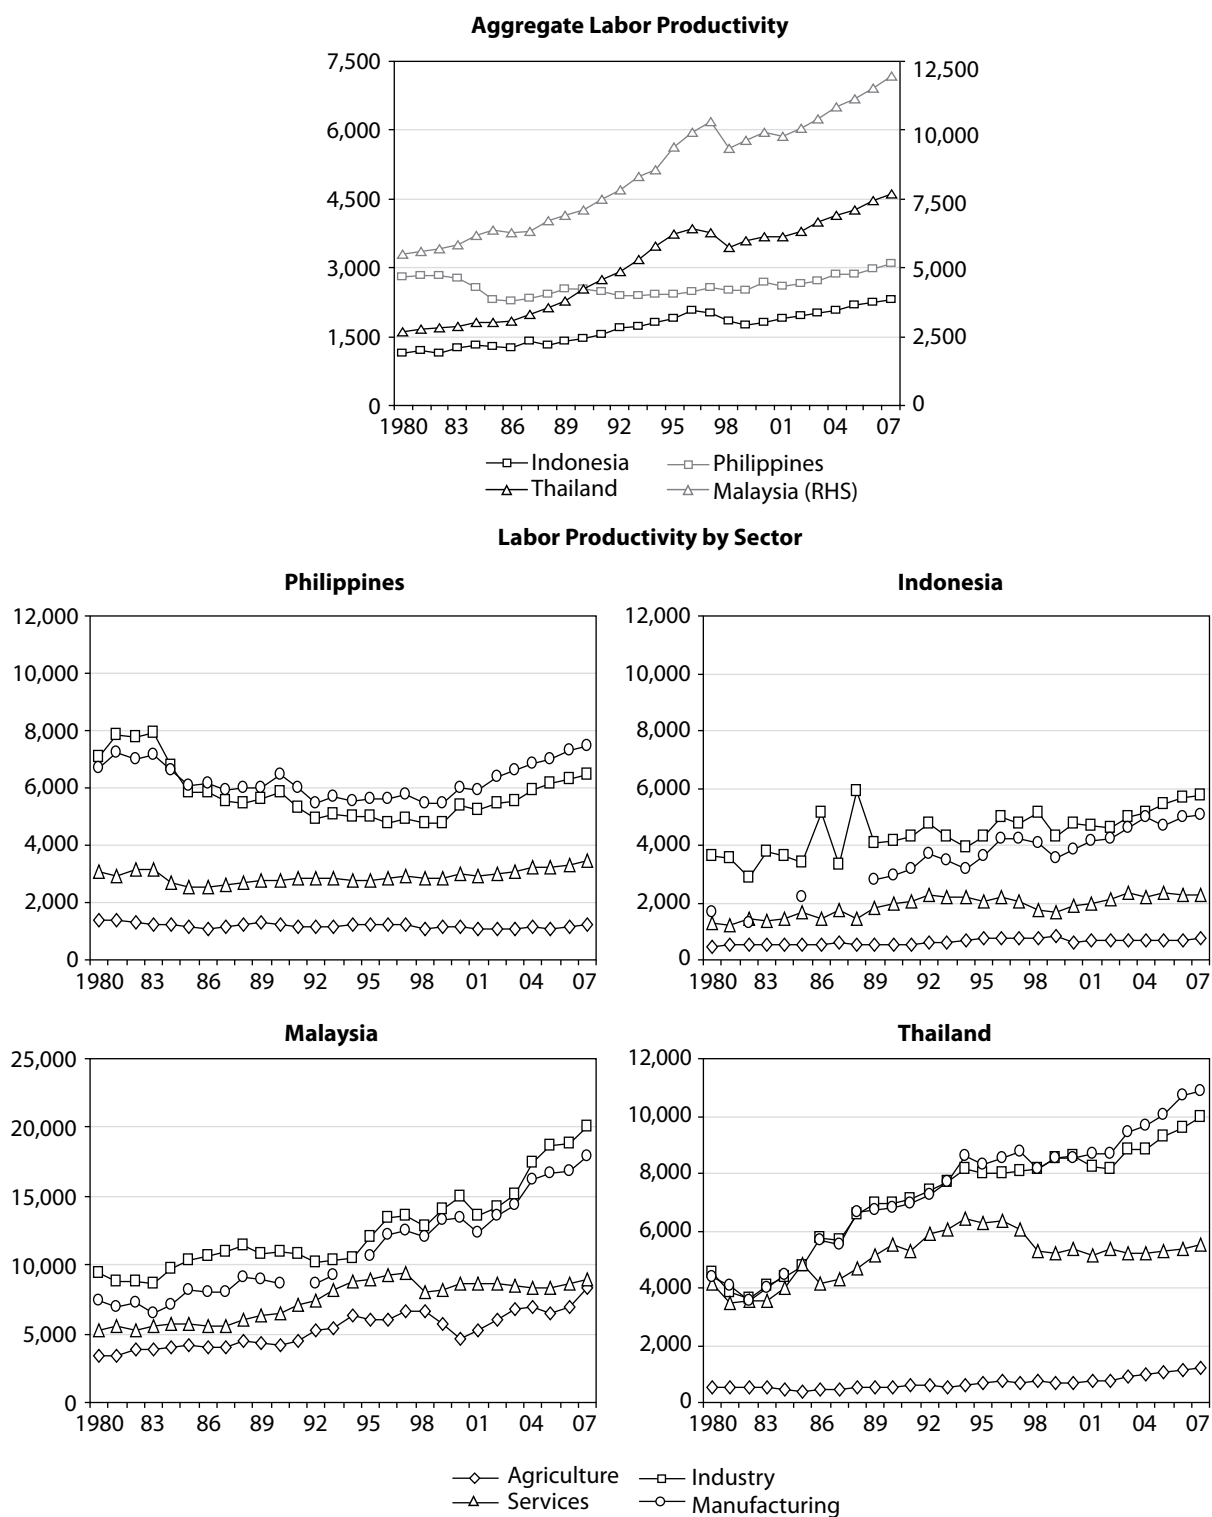 Aggregate Labor Productivity
7,500
6,000
4,500
3,000
1,500
0
12,500
10,000
7,500
5,000
2,500
0
1980 83 86 89 92 95 98 01 04 07
Indonesia Philippines
Thailand Malaysia (RHS)
Labor Productivity by Sector
Philippines
12,000
10,000
8,000
6,000
4,000
2,000
0
1980 83 86 89 92 95 98 01 04 07
Indonesia
12,000
10,000
8,000
6,000
4,000
2,000
0
1980 83 86 89 92 95 98 01 04 07
Malaysia
25,000
20,000
15,000
10,000
5,000
0
1980 83 86 89 92 95 98 01 04 07
Thailand
12,000
10,000
8,000
6,000
4,000
2,000
0
1980 83 86 89 92 95 98 01 04 07
Agriculture Industry
Services Manufacturing